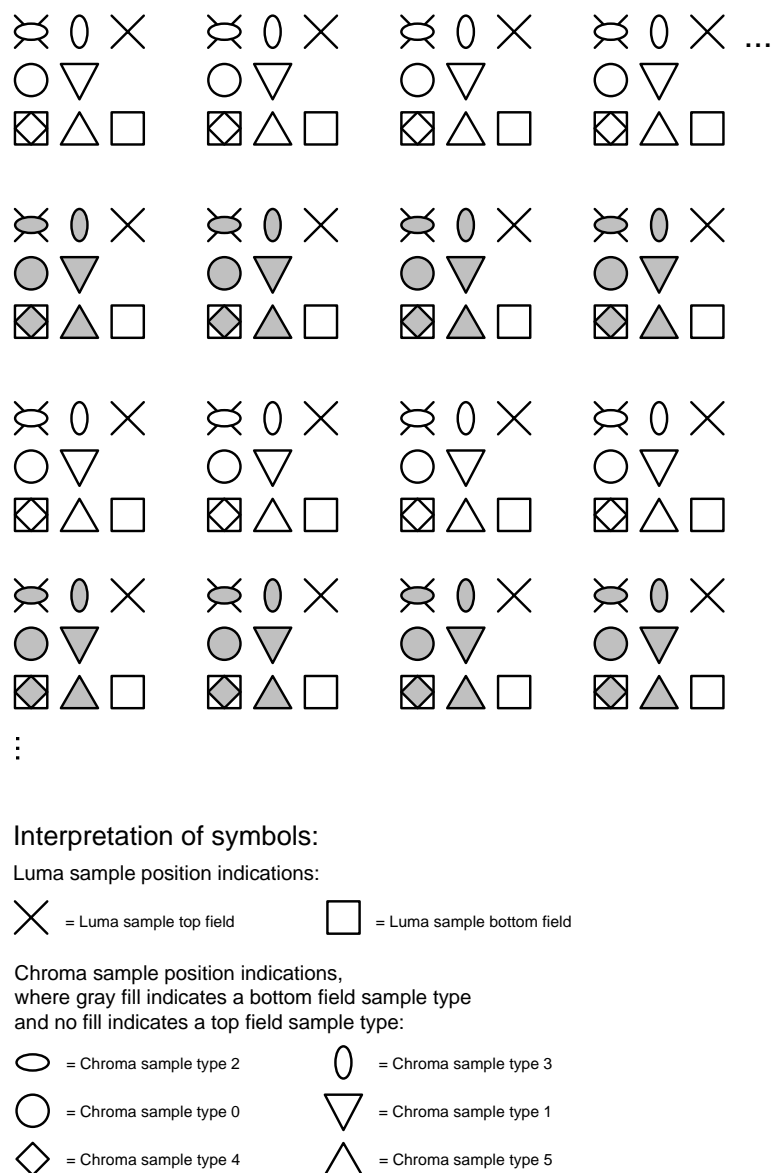 ...
⋮
Interpretation of symbols:
Luma sample position indications:
= Luma sample top field = Luma sample bottom field
Chroma sample position indications,
where gray fill indicates a bottom field sample type
and no fill indicates a top field sample type:
= Chroma sample type 2 = Chroma sample type 3
= Chroma sample type 0 = Chroma sample type 1
= Chroma sample type 4 = Chroma sample type 5